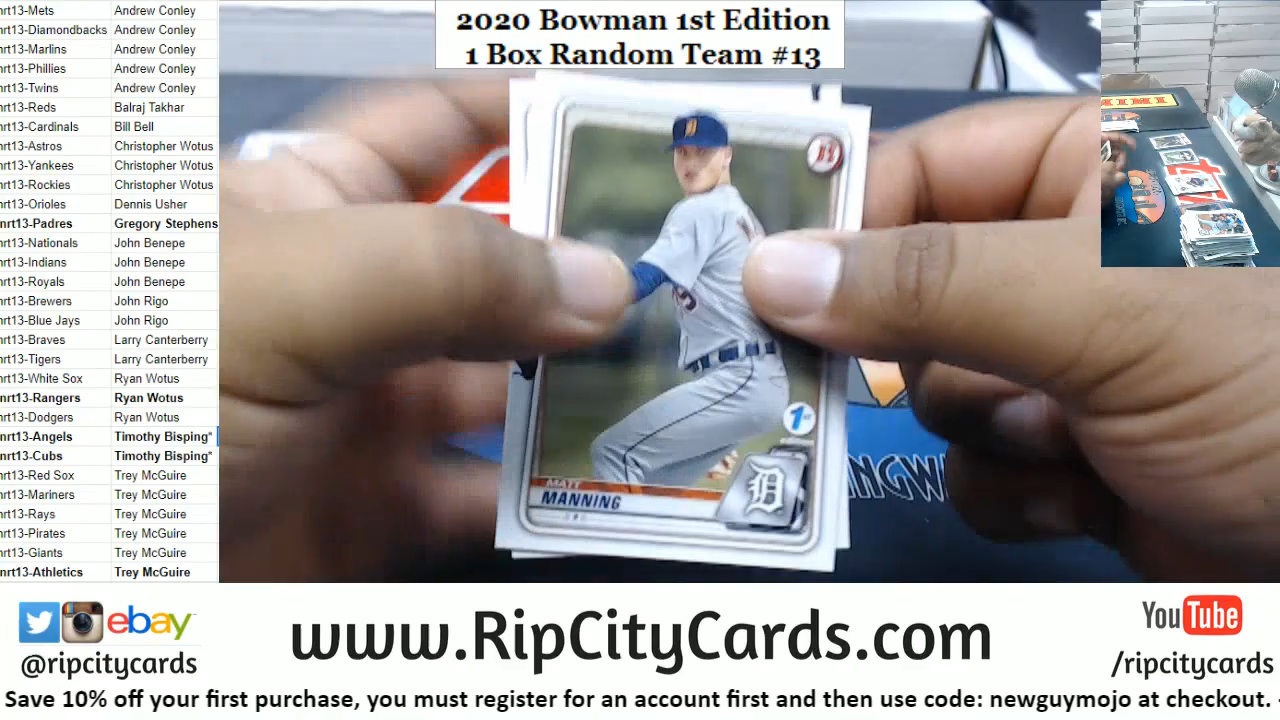 2020 Bowman 1st Edition
1 Box Random Team #13
nrt13-Mets Andrew Conley
nrt13-Diamondbacks Andrew Conley
nrt13-Marlins Andrew Conley
nrt13-Phillies Andrew Conley
nrt13-Twins Andrew Conley
nrt13-Reds Balraj Takhar
nrt13-Cardinals Bill Bell
nrt13-Astros Christopher Wotus
nrt13-Yankees Christopher Wotus
nrt13-Rockies Christopher Wotus
nrt13-Orioles Dennis Usher
nrt13-Padres Gregory Stephens
nrt13-Nationals John Benepe
nrt13-Indians John Benepe
nrt13-Royals John Benepe
nrt13-Brewers John Rigo
nrt13-Blue Jays John Rigo
nrt13-Braves Larry Canterberry
nrt13-Tigers Larry Canterberry
nrt13-White Sox Ryan Wotus
nrt13-Rangers Ryan Wotus
nrt13-Dodgers Ryan Wotus
nrt13-Angels Timothy Bisping*
nrt13-Cubs Timothy Bisping*
nrt13-Red Sox Trey McGuire
nrt13-Mariners Trey McGuire
nrt13-Rays Trey McGuire
nrt13-Pirates Trey McGuire
nrt13-Giants Trey McGuire
nrt13-Athletics Trey McGuire
B
1st
edition
MATT
MANNING
D
INGW
ebay
@ripcitycards
www.RipCityCards.com
YouTube
/ripcitycards
Save 10% off your first purchase, you must register for an account first and then use code: newguymojo at checkout.